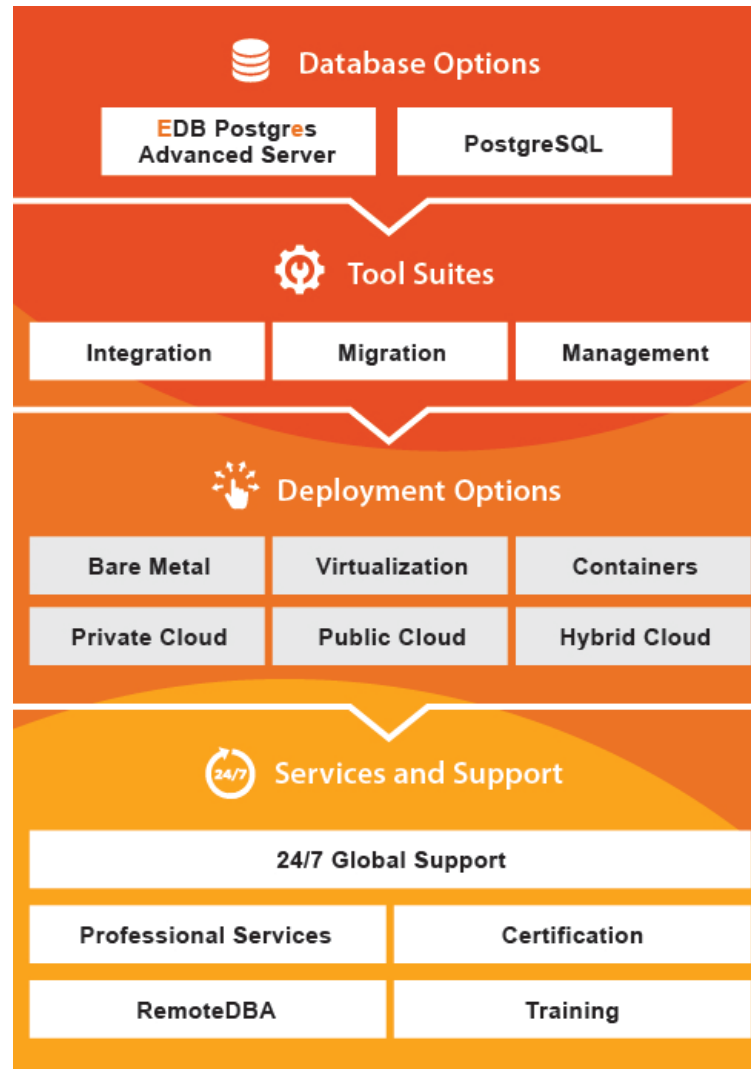 Database Options
EDB Postgres
Advanced Server
PostgreSQL
Tool Suites
Integration
Migration
Management
Deployment Options
Bare Metal
Virtualization
Containers
Private Cloud
Public Cloud
Hybrid Cloud
24/7
Services and Support
24/7 Global Support
Professional Services
Certification
RemoteDBA
Training